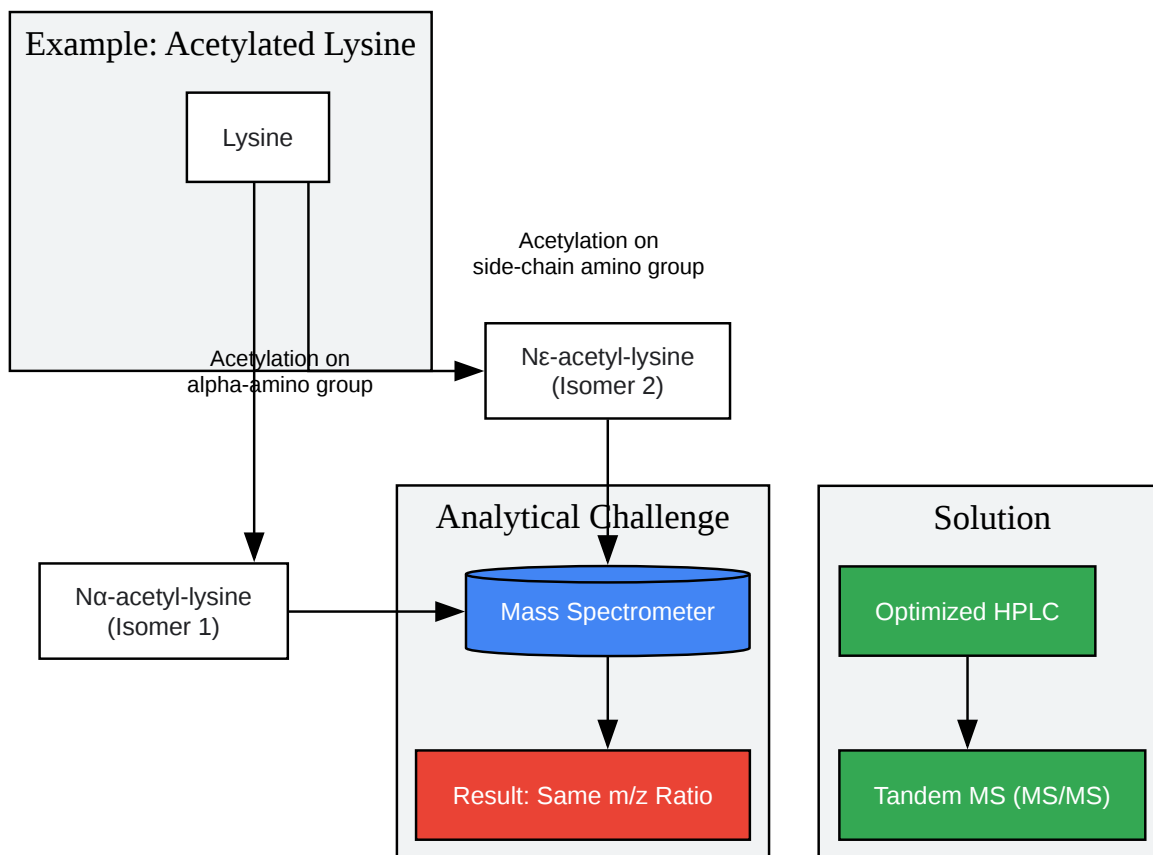 Example: Acetylated Lysine
Lysine
Acetylation on
side-chain amino group
Acetylation on
alpha-amino group
Nε-acetyl-lysine
(Isomer 2)
Nα-acetyl-lysine
(Isomer 1)
Analytical Challenge
Mass Spectrometer
Result: Same m/z Ratio
Solution
Optimized HPLC
Tandem MS (MS/MS)